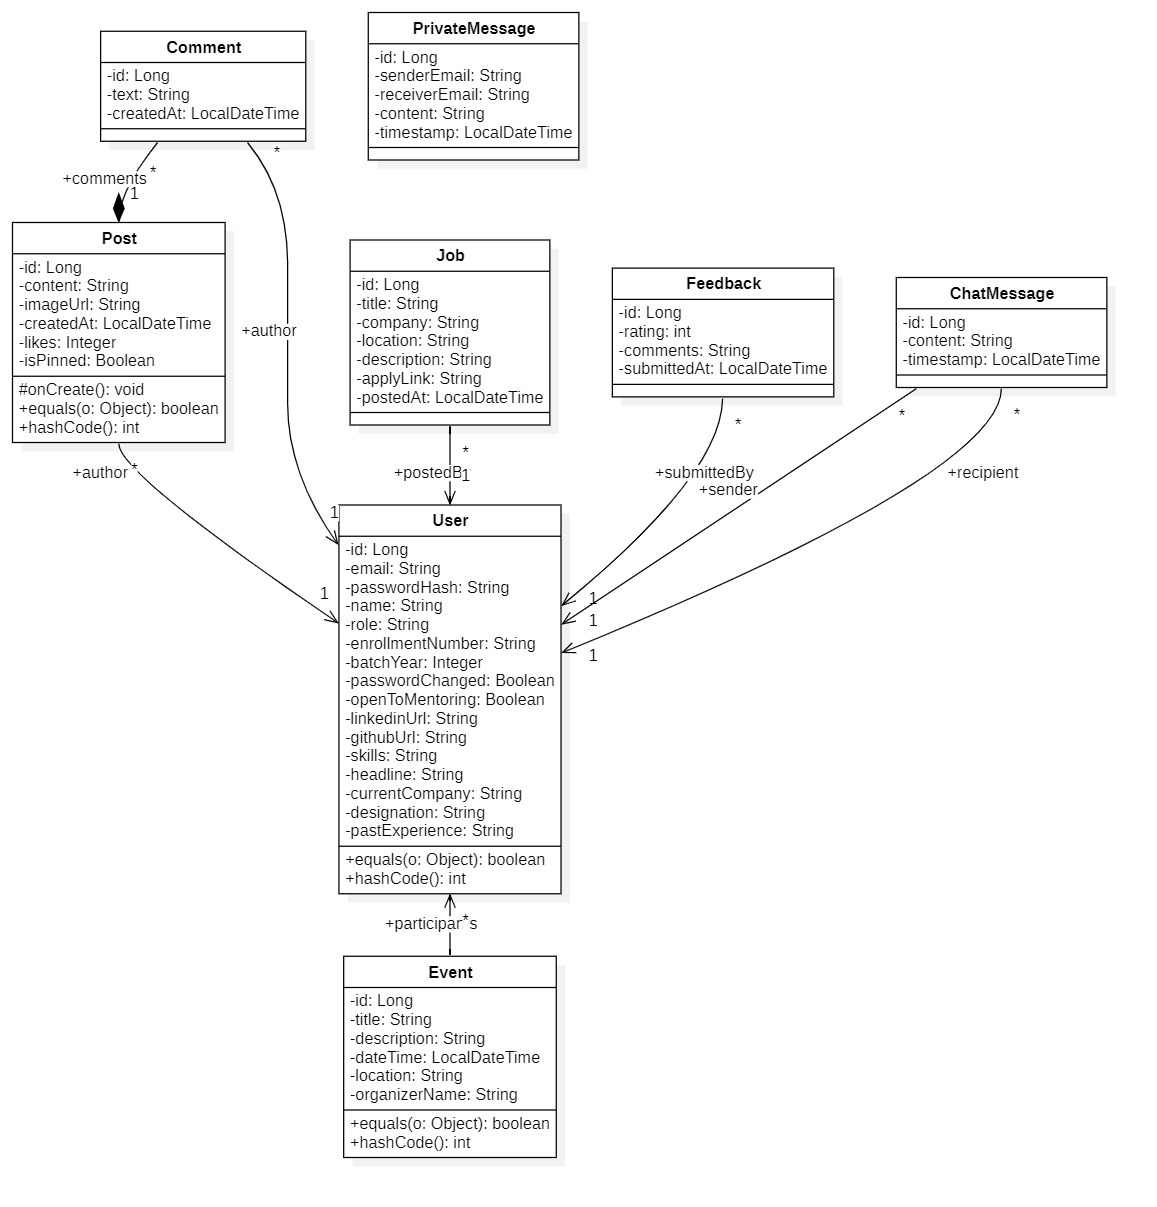 Comment
-id: Long
-text: String
-createdAt: LocalDateTime
PrivateMessage
-id: Long
-senderEmail: String
-receiverEmail: String
-content: String
-timestamp: LocalDateTime
*
+comments *
1
Post
-id: Long
-content: String
-imageUrl: String
-createdAt: LocalDateTime
-likes: Integer
-isPinned: Boolean
#onCreate(): void
+equals(o: Object): boolean
+hashCode(): int
+author
Job
-id: Long
-title: String
-company: String
-location: String
-description: String
-applyLink: String
-postedAt: LocalDateTime
Feedback
-id: Long
-rating: int
-comments: String
-submittedAt: LocalDateTime
ChatMessage
-id: Long
-content: String
-timestamp: LocalDateTime
*
*
*
*
+author *
+postedB
1
+submittedBy
+sender
+recipient
1
1
1
1
1
User
-id: Long
-email: String
-passwordHash: String
-name: String
-role: String
-enrollmentNumber: String
-batchYear: Integer
-passwordChanged: Boolean
-openToMentoring: Boolean
-linkedinUrl: String
-githubUrl: String
-skills: String
-headline: String
-currentCompany: String
-designation: String
-pastExperience: String
+equals(o: Object): boolean
+hashCode(): int
+participan*s
Event
-id: Long
-title: String
-description: String
-dateTime: LocalDateTime
-location: String
-organizerName: String
+equals(o: Object): boolean
+hashCode(): int